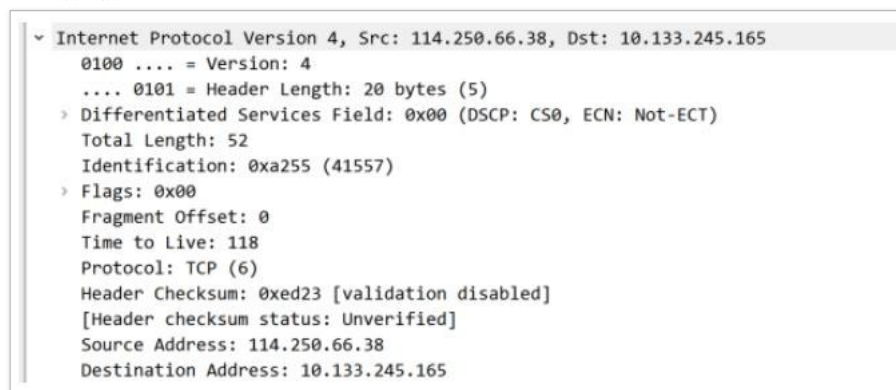 Internet Protocol Version 4, Src: 114.250.66.38, Dst: 10.133.245.165
0100 .... = Version: 4
.... 0101 = Header Length: 20 bytes (5)
Differentiated Services Field: 0x00 (DSCP: CS0, ECN: Not-ECT)
Total Length: 52
Identification: 0xa255 (41557)
Flags: 0x00
Fragment Offset: 0
Time to Live: 118
Protocol: TCP (6)
Header Checksum: 0xed23 [validation disabled]
[Header checksum status: Unverified]
Source Address: 114.250.66.38
Destination Address: 10.133.245.165